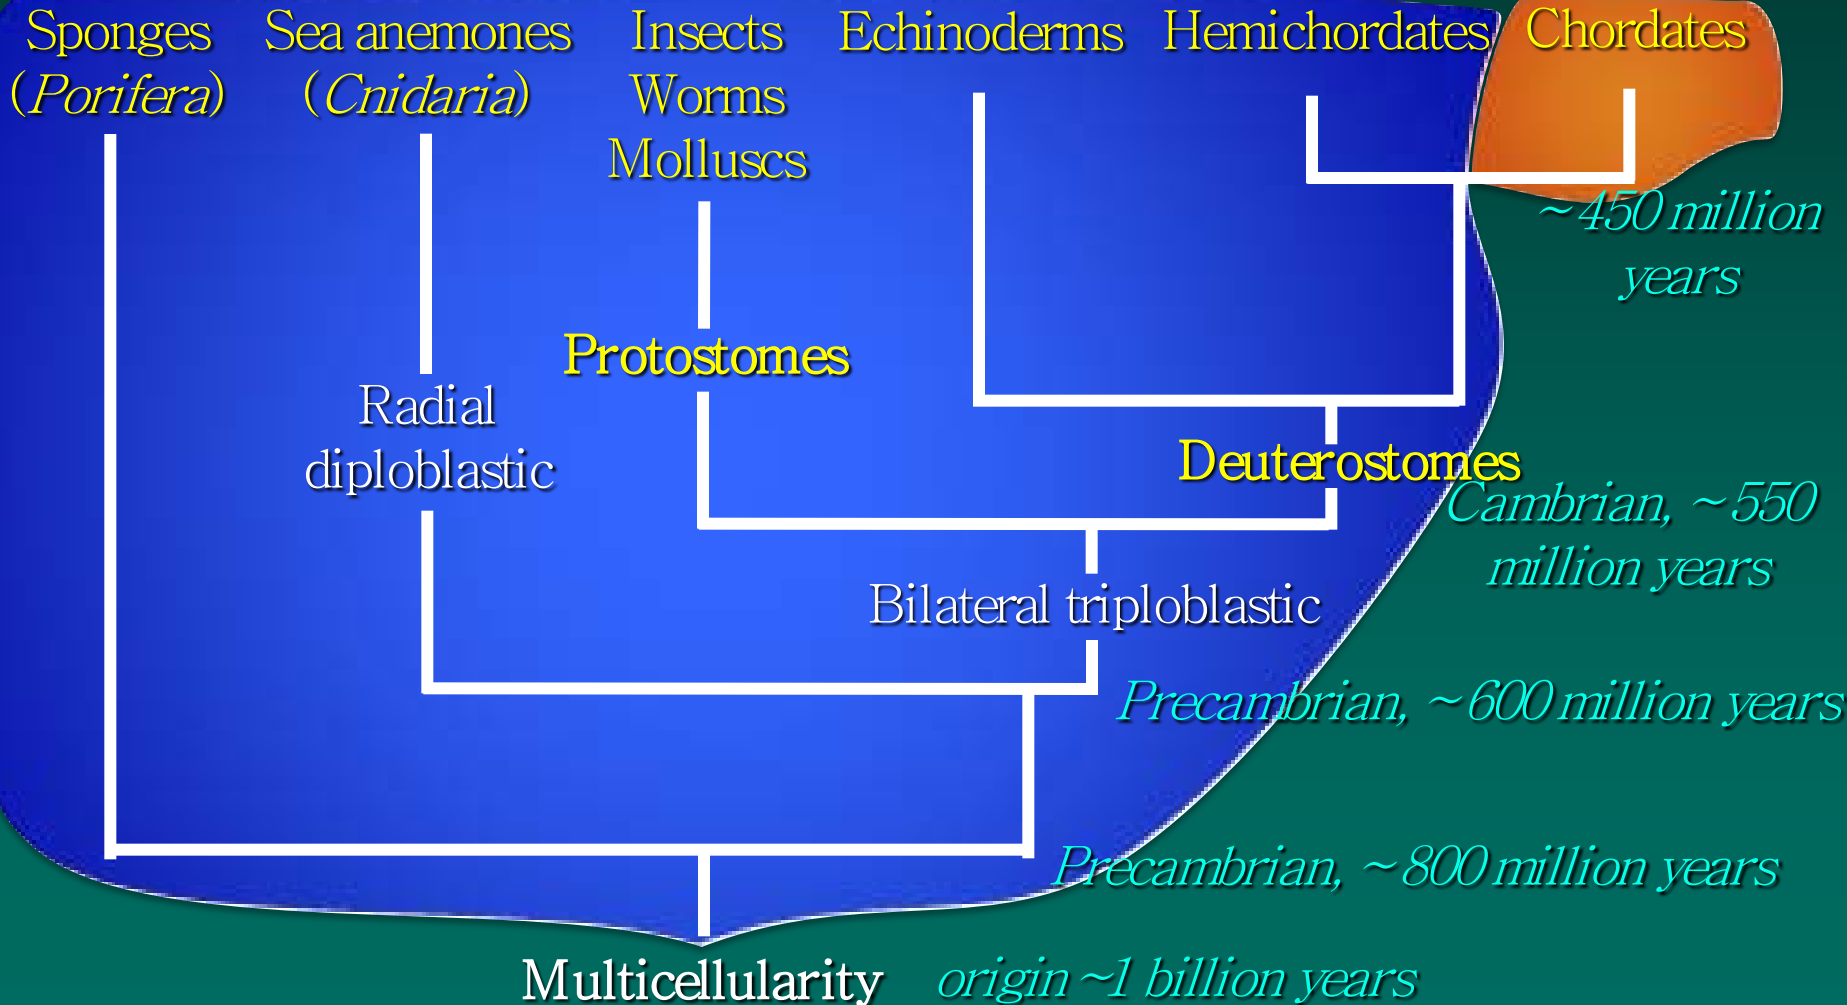 Sponges
(Porifera)
Sea anemones
(Cnidaria)
Insects
Worms
Molluscs
Echinoderms
Hemichordates
Chordates
~450 million
years
Protostomes
Radial
diploblastic
Deuterostomes
Cambrian, ~550
million years
Bilateral triploblastic
Precambrian, ~600 million years
Precambrian, ~800 million years
Multicellularity
origin ~1 billion years